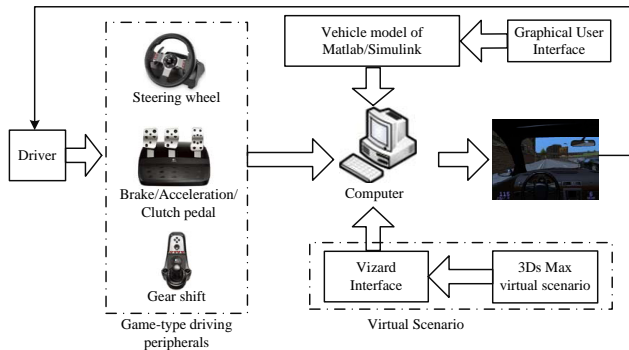 Vehicle model of
Matlab/Simulink
Graphical User
Interface
Steering wheel
Driver
Brake/Acceleration/
Clutch pedal
Computer
Gear shift
Vizard
Interface
3Ds Max
virtual scenario
Game-type driving
peripherals
Virtual Scenario